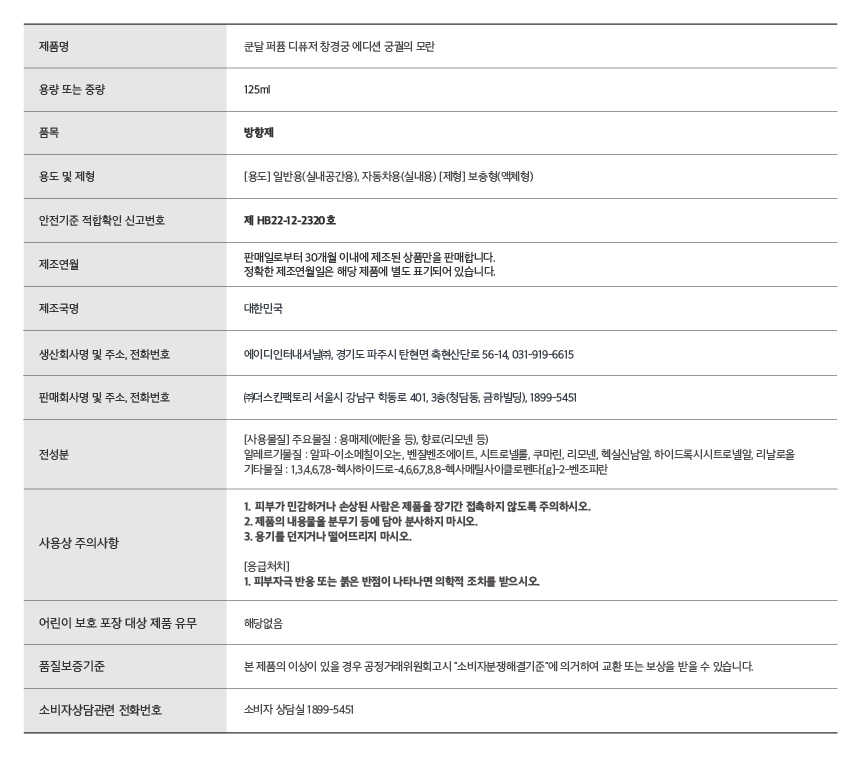 제품명
쿤달 퍼퓸 디퓨저 창경궁 에디션 궁궐의 모란
용량 또는 중량
125ml
품목
방향제
용도 및 제형
[용도] 일반용(실내공간용), 자동차용(실내용) [제형] 보충형(액체형)
안전기준 적합확인 신고번호
제 HB22-12-2320호
제조연월
판매일로부터 30개월 이내에 제조된 상품만을 판매합니다.
정확한 제조연월일은 해당 제품에 별도 표기되어 있습니다.
제조국명
대한민국
생산회사명 및 주소, 전화번호
에이디인터내셔널㈜, 경기도 파주시 탄현면 축현산단로 56-14, 031-919-6615
판매회사명 및 주소, 전화번호
㈜더스킨팩토리 서울시 강남구 학동로 401, 3층(청담동, 금하빌딩), 1899-5451
전성분
[사용물질] 주요물질 : 용매제(에탄올 등), 향료(리모넨 등)
알레르기물질 : 알파-이소메칠이오논, 벤질벤조에이트, 시트로넬롤, 쿠마린, 리모넨, 헥실신남알, 하이드록시시트로넬알, 리날로올
기타물질 : 1,3,4,6,7,8-헥사하이드로-4,6,6,7,8,8-헥사메틸사이클로펜타[g]-2-벤조피란
사용상 주의사항
1. 피부가 민감하거나 손상된 사람은 제품을 장기간 접촉하지 않도록 주의하시오.
2. 제품의 내용물을 분무기 등에 담아 분사하지 마시오.
3. 용기를 던지거나 떨어뜨리지 마시오.
[응급처치]
1. 피부자극 반응 또는 붉은 반점이 나타나면 의학적 조치를 받으시오.
어린이 보호 포장 대상 제품 유무
해당없음
품질보증기준
본 제품의 이상이 있을 경우 공정거래위원회고시 "소비자분쟁해결기준"에 의거하여 교환 또는 보상을 받을 수 있습니다.
소비자상담관련 전화번호
소비자 상담실 1899-5451